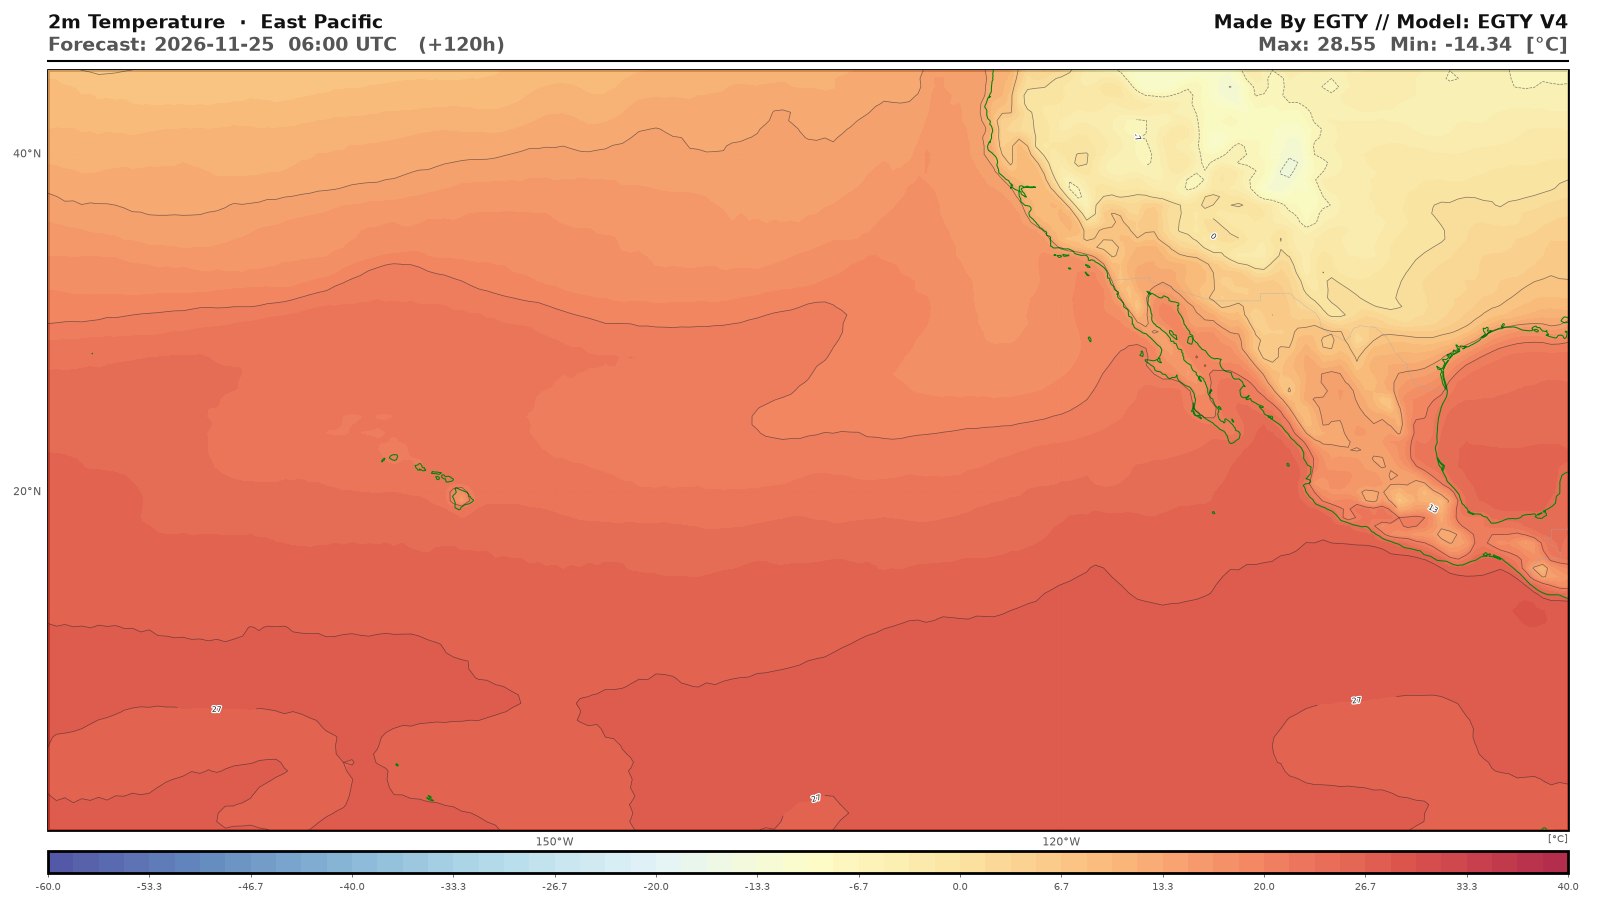 2m Temperature · East Pacific
Made By EGTY // Model: EGTY V4
Forecast: 2026-11-25 06:00 UTC (+120h)
Max: 28.55 Min: -14.34 [°C]
40°N
0
20°N
13
27
27
27
150°W
120°W
[°C]
-60.0 -53.3 -46.7 -40.0 -33.3 -26.7 -20.0 -13.3 -6.7 0.0 6.7 13.3 20.0 26.7 33.3 40.0